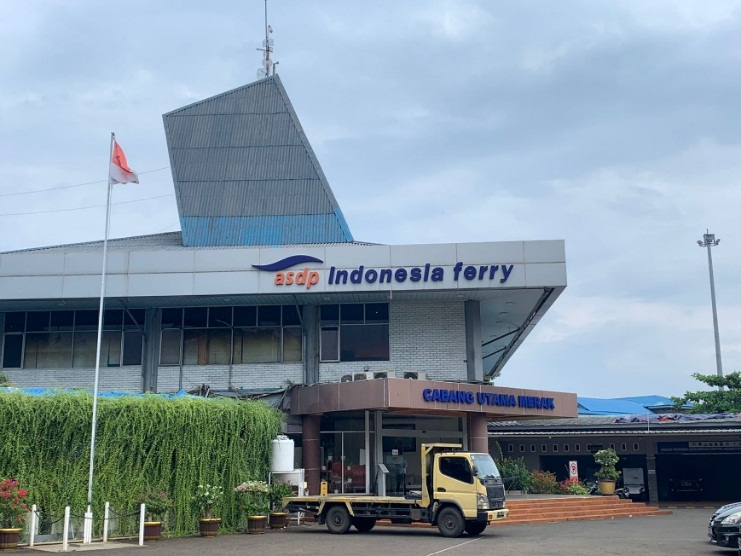 asdp Indonesia ferry
CABANG UTAMA MERAK